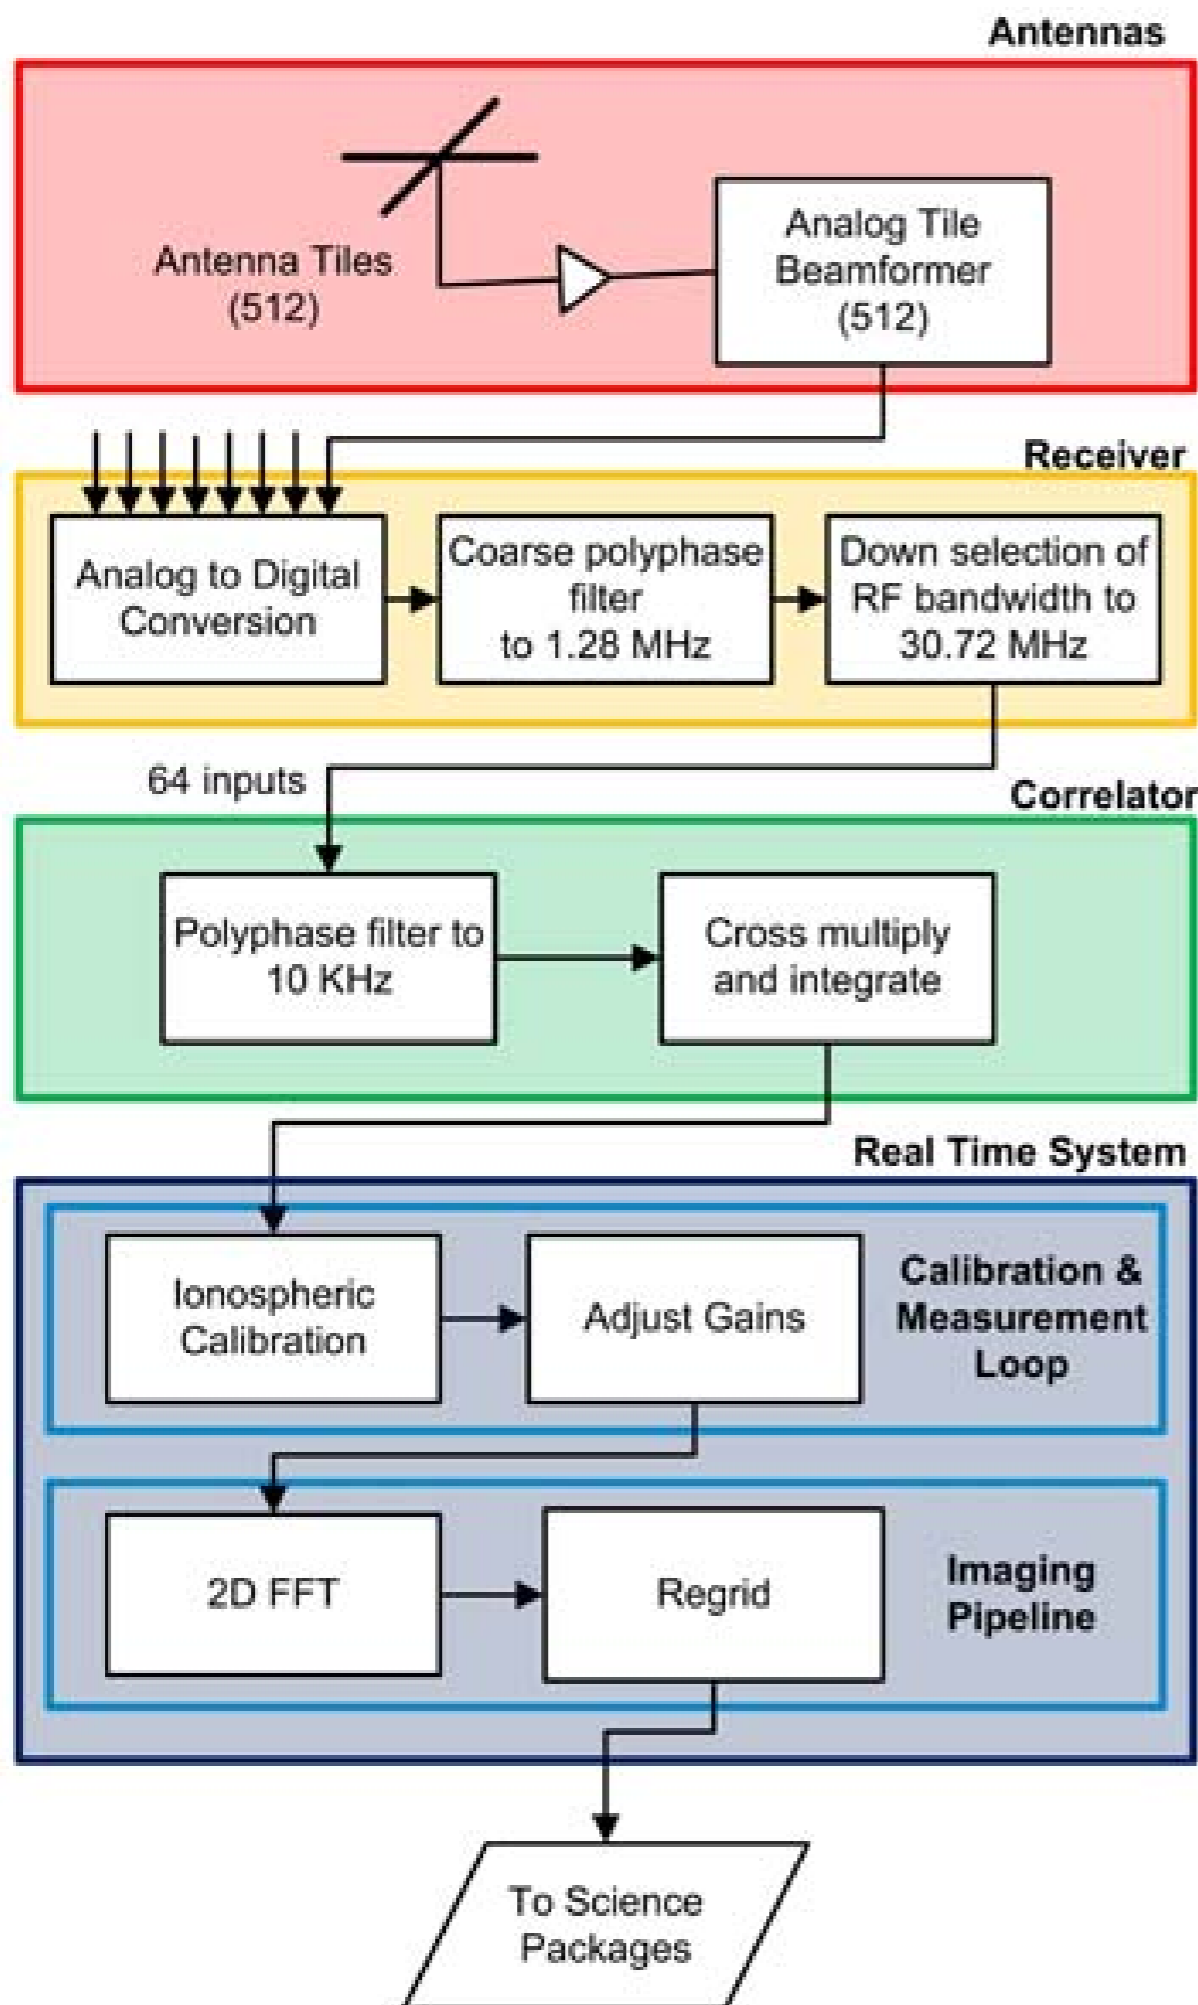 Antennas
Antenna Tiles
(512)
Analog Tile
Beamformer
(512)
Receiver
Analog to Digital
Conversion
Coarse polyphase
filter
to 1.28 MHz
Down selection of
RF bandwidth to
30.72 MHz
64 inputs
Correlator
Polyphase filter to
10 KHz
Cross multiply
and integrate
Real Time System
Ionospheric
Calibration
Adjust Gains
Calibration &
Measurement
Loop
2D FFT
Regrid
Imaging
Pipeline
To Science
Packages